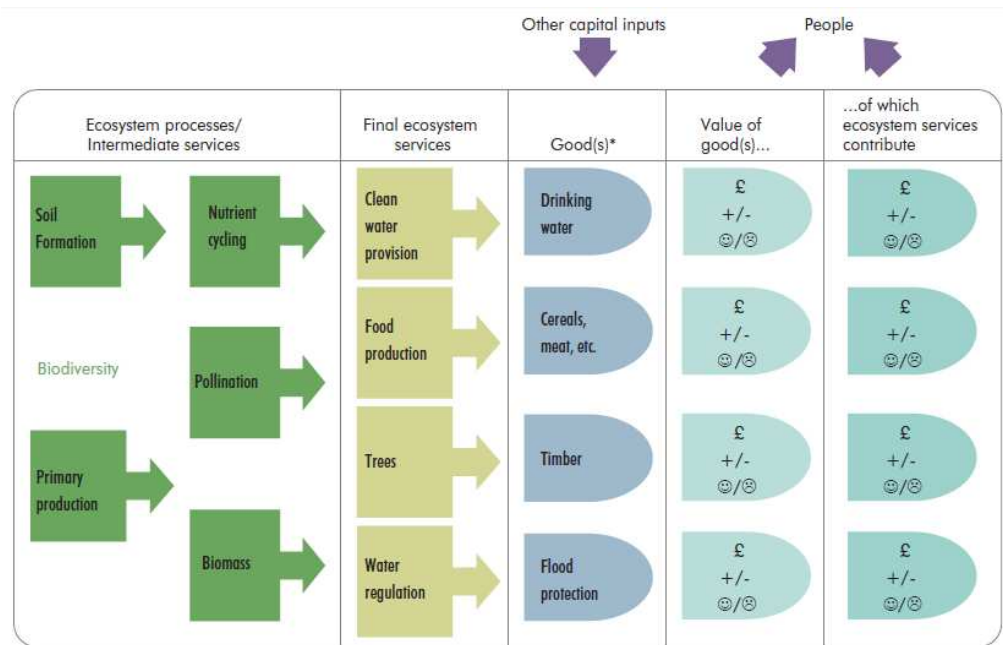 Other capital inputs
People
Ecosystem processes/
Intermediate services
Final ecosystem
services
Good(s)*
Value of
good(s)...
...of which
ecosystem services
contribute
Soil
Formation
Nutrient
cycling
Clean
water
provision
Drinking
water
£
+/-
☺/☹
£
+/-
☺/☹
Biodiversity
Pollination
Food
production
Cereals,
meat, etc.
£
+/-
☺/☹
£
+/-
☺/☹
Primary
production
Trees
Timber
£
+/-
☺/☹
£
+/-
☺/☹
Biomass
Water
regulation
Flood
protection
£
+/-
☺/☹
£
+/-
☺/☹